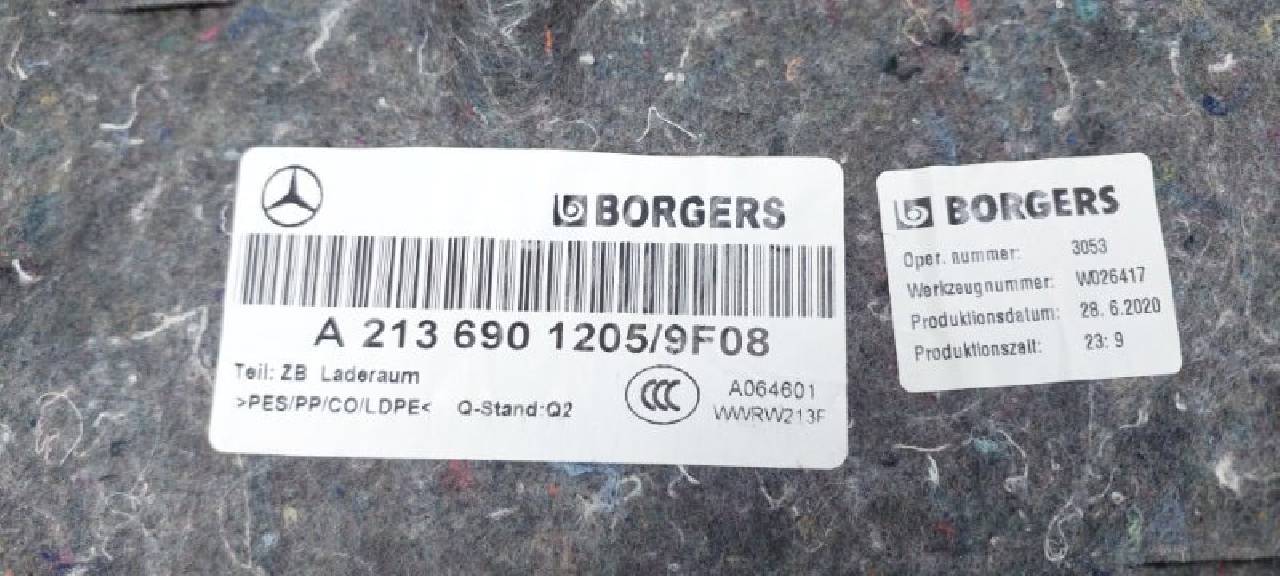 BORGERS
A 213 690 1205/9F08
Teil: ZB Laderaum
>PES/PP/CO/LDPE< Q-Stand:Q2
CCC
A064601
WWRW213F
BORGERS
Oper. nummer: 3053
Werkzeugnummer: W026417
Produktionsdatum: 28. 6.2020
Produktionszeit: 23: 9